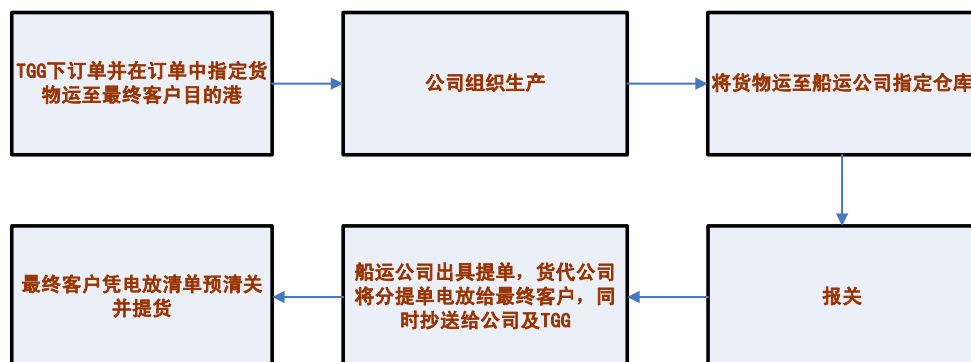 TGG下订单并在订单中指定货
物运至最终客户目的港
公司组织生产
将货物运至船运公司指定仓库
报关
船运公司出具提单，货代公司
将分提单电放给最终客户，同
时抄送给公司及TGG
最终客户凭电放清单预清关
并提货